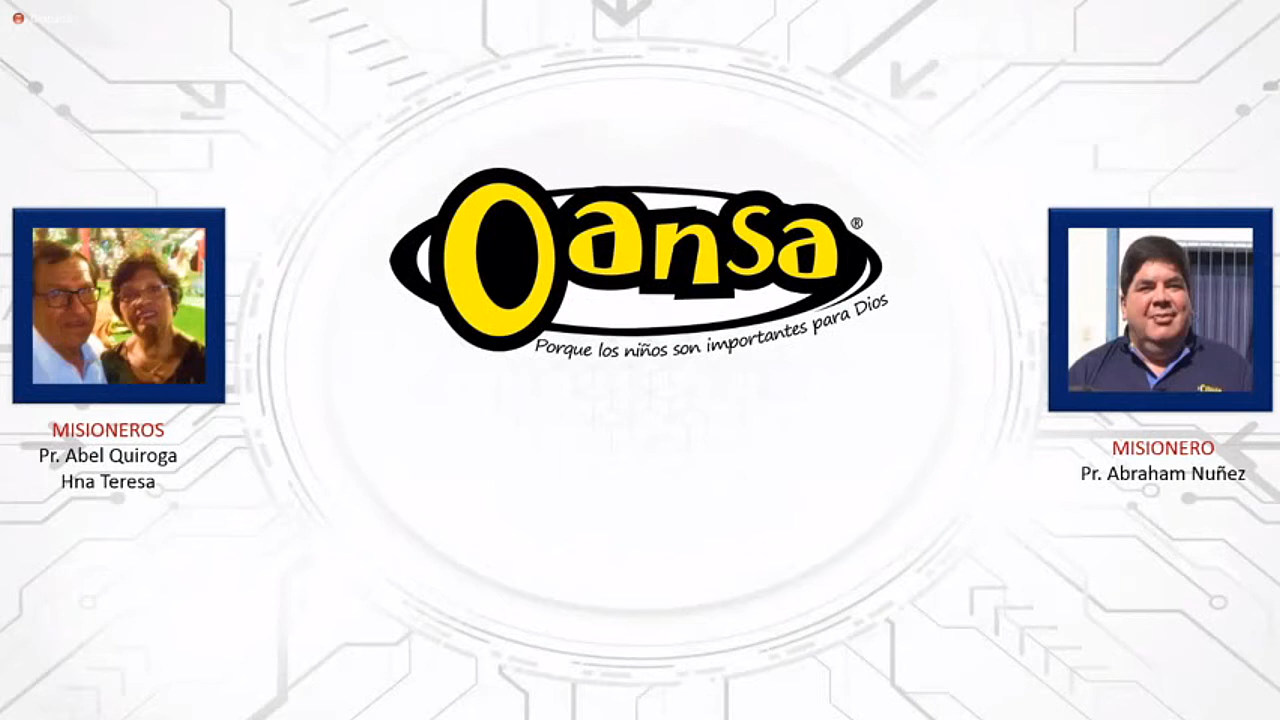 Oansa®
Porque los niños son importantes para Dios
MISIONEROS
Pr. Abel Quiroga
Hna Teresa
MISIONERO
Pr. Abraham Nuñez